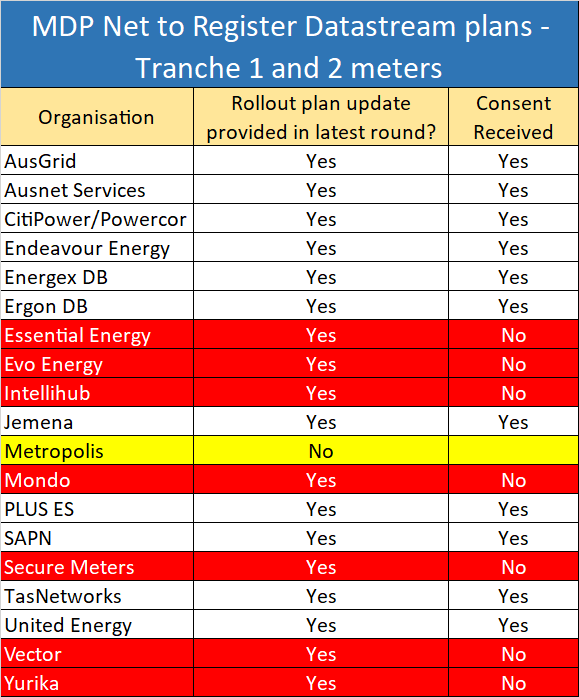 MDP Net to Register Datastream plans -
Tranche 1 and 2 meters
Organisation
Rollout plan update
provided in latest round?
Consent
Received
AusGrid Yes Yes
Ausnet Services Yes Yes
CitiPower/Powercor Yes Yes
Endeavour Energy Yes Yes
Energex DB Yes Yes
Ergon DB Yes Yes
Essential Energy Yes No
Evo Energy Yes No
Intellihub Yes No
Jemena Yes Yes
Metropolis No
Mondo Yes No
PLUS ES Yes Yes
SAPN Yes Yes
Secure Meters Yes No
TasNetworks Yes Yes
United Energy Yes Yes
Vector Yes No
Yurika Yes No